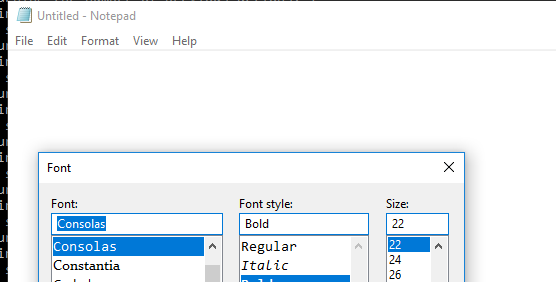 Untitled - Notepad
File Edit Format View Help
Font
Font: Font style: Size:
Consolas Bold 22
Consolas Regular 22
Constantia Italic 24
26